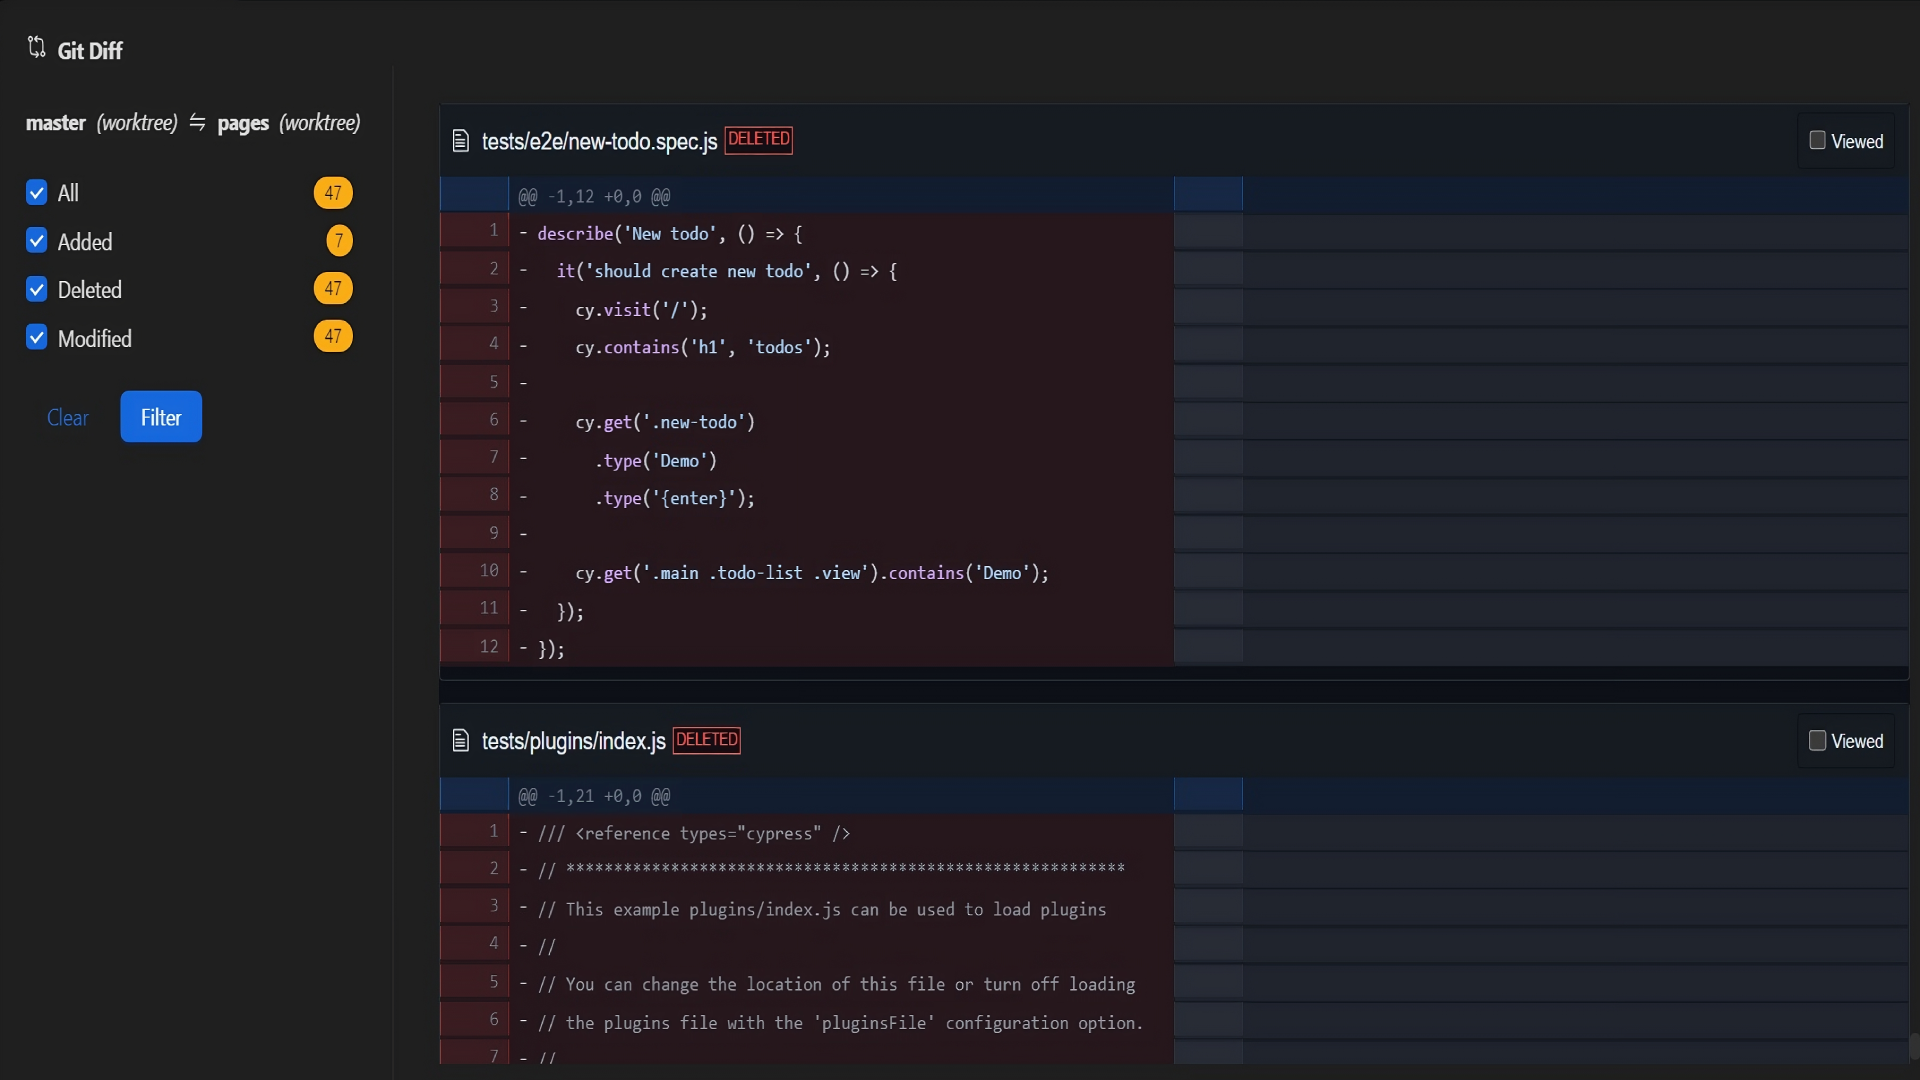 Git Diff
master (worktree) ⇋ pages (worktree)
All 47
Added 7
Deleted 47
Modified 47
Clear Filter
tests/e2e/new-todo.spec.js DELETED Viewed
@@ -1,12 +0,0 @@
1 - describe('New todo', () => {
2 -   it('should create new todo', () => {
3 -     cy.visit('/');
4 -     cy.contains('h1', 'todos');
5 -
6 -     cy.get('.new-todo')
7 -       .type('Demo')
8 -       .type('{enter}');
9 -
10 -     cy.get('.main .todo-list .view').contains('Demo');
11 -   });
12 - });
tests/plugins/index.js DELETED Viewed
@@ -1,21 +0,0 @@
1 - /// <reference types="cypress" />
2 - // ***********************************************************
3 - // This example plugins/index.js can be used to load plugins
4 - //
5 - // You can change the location of this file or turn off loading
6 - // the plugins file with the 'pluginsFile' configuration option.
7 - //